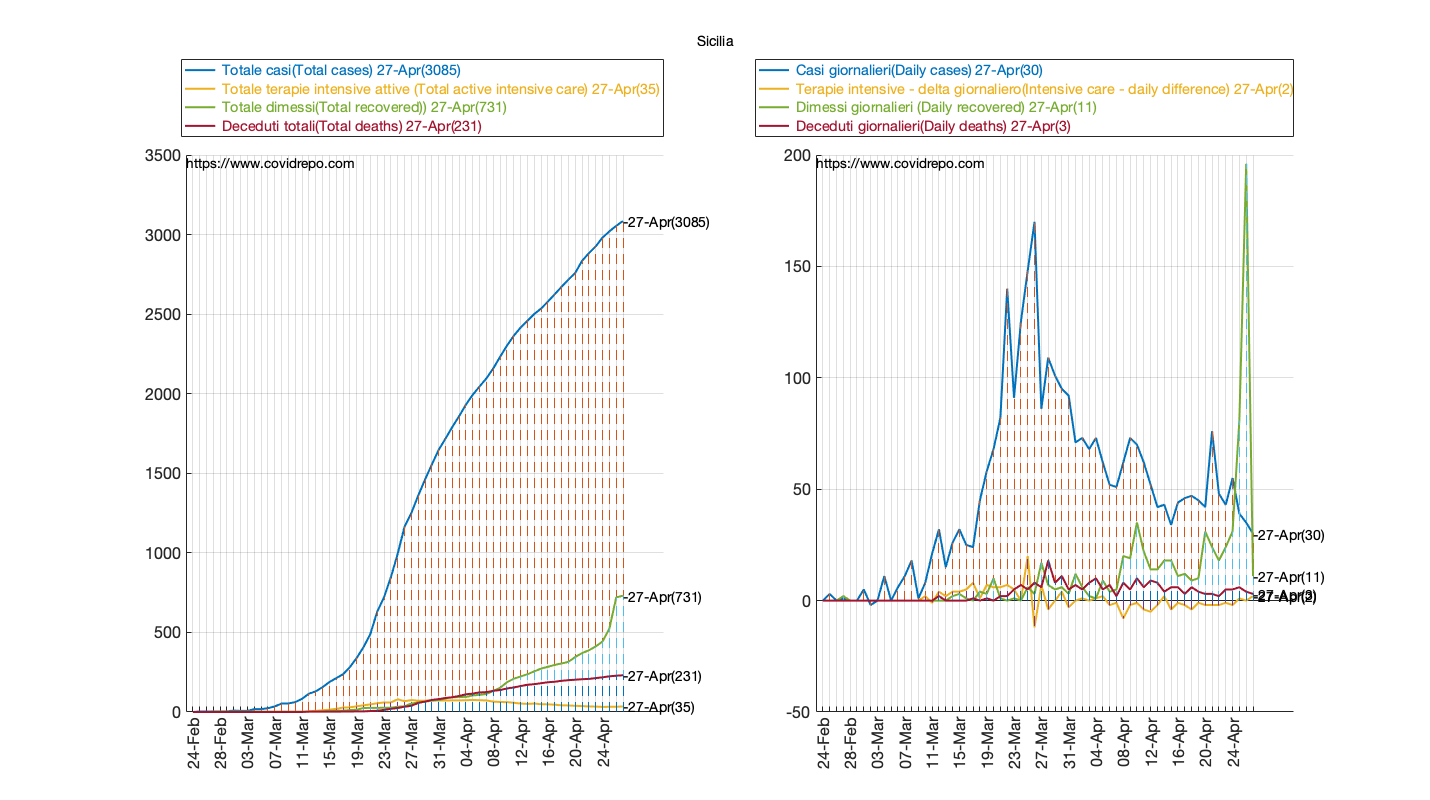 Sicilia
Totale casi(Total cases) 27-Apr(3085)
Totale terapie intensive attive (Total active intensive care) 27-Apr(35)
Totale dimessi(Total recovered)) 27-Apr(731)
Deceduti totali(Total deaths) 27-Apr(231)
3500
https://www.covidrepo.com
3000
2500
2000
1500
1000
500
0
27-Apr(3085)
27-Apr(731)
27-Apr(231)
27-Apr(35)
24-Feb
28-Feb
03-Mar
07-Mar
11-Mar
15-Mar
19-Mar
23-Mar
27-Mar
31-Mar
04-Apr
08-Apr
12-Apr
16-Apr
20-Apr
24-Apr
Casi giornalieri(Daily cases) 27-Apr(30)
Terapie intensive - delta giornaliero(Intensive care - daily difference) 27-Apr(2)
Dimessi giornalieri (Daily recovered) 27-Apr(11)
Deceduti giornalieri(Daily deaths) 27-Apr(3)
200
https://www.covidrepo.com
150
100
50
0
-50
27-Apr(30)
27-Apr(11)
27-Apr(3)
27-Apr(2)
24-Feb
28-Feb
03-Mar
07-Mar
11-Mar
15-Mar
19-Mar
23-Mar
27-Mar
31-Mar
04-Apr
08-Apr
12-Apr
16-Apr
20-Apr
24-Apr